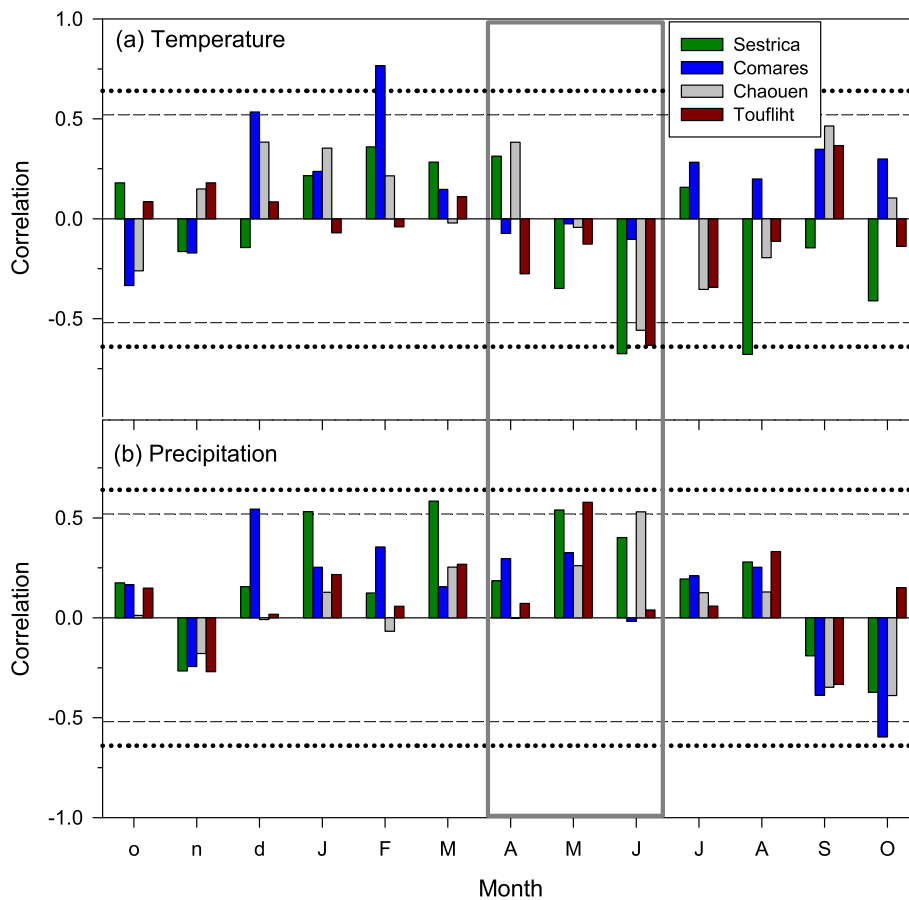 (a) Temperature
Sestrica
Comares
Chaouen
Toufliht
1.0
0.5
0.0
-0.5
Correlation
(b) Precipitation
0.5
0.0
-0.5
-1.0
Correlation
o n d J F M A M J J A S O
Month